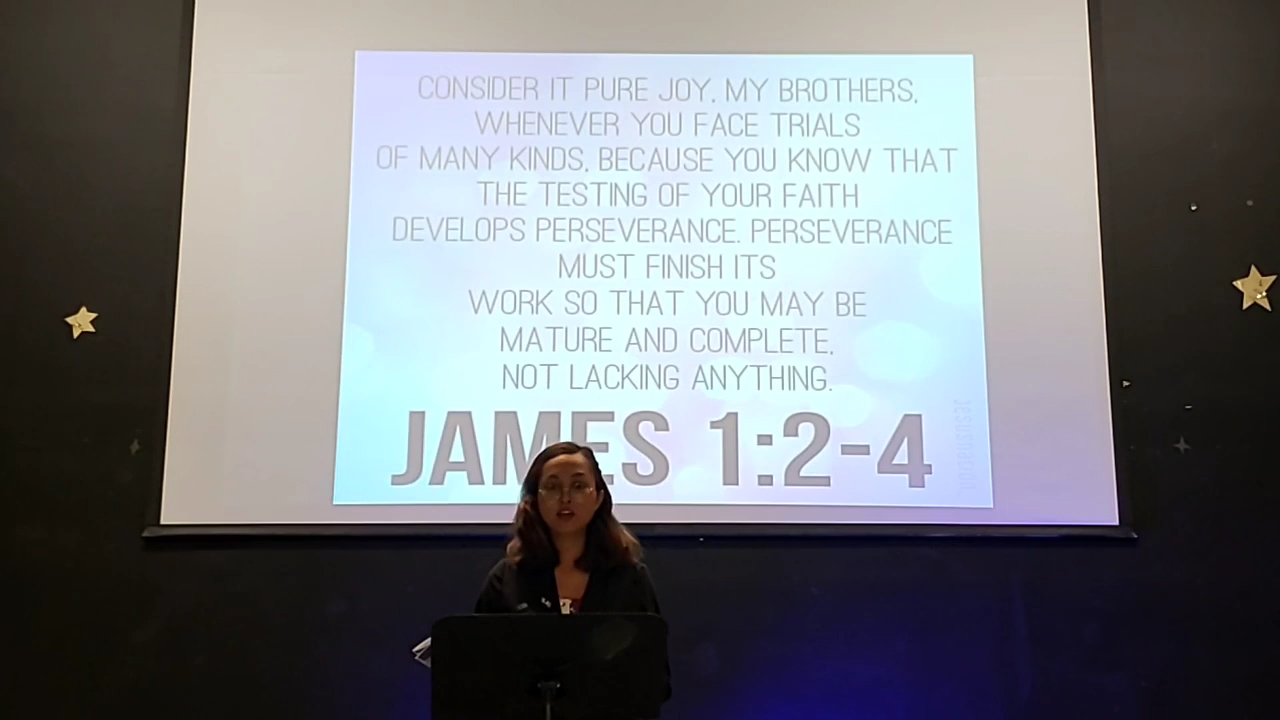 CONSIDER IT PURE JOY, MY BROTHERS,
WHENEVER YOU FACE TRIALS
OF MANY KINDS, BECAUSE YOU KNOW THAT
THE TESTING OF YOUR FAITH
DEVELOPS PERSEVERANCE. PERSEVERANCE
MUST FINISH ITS
WORK SO THAT YOU MAY BE
MATURE AND COMPLETE,
NOT LACKING ANYTHING.
JAMES 1:2-4